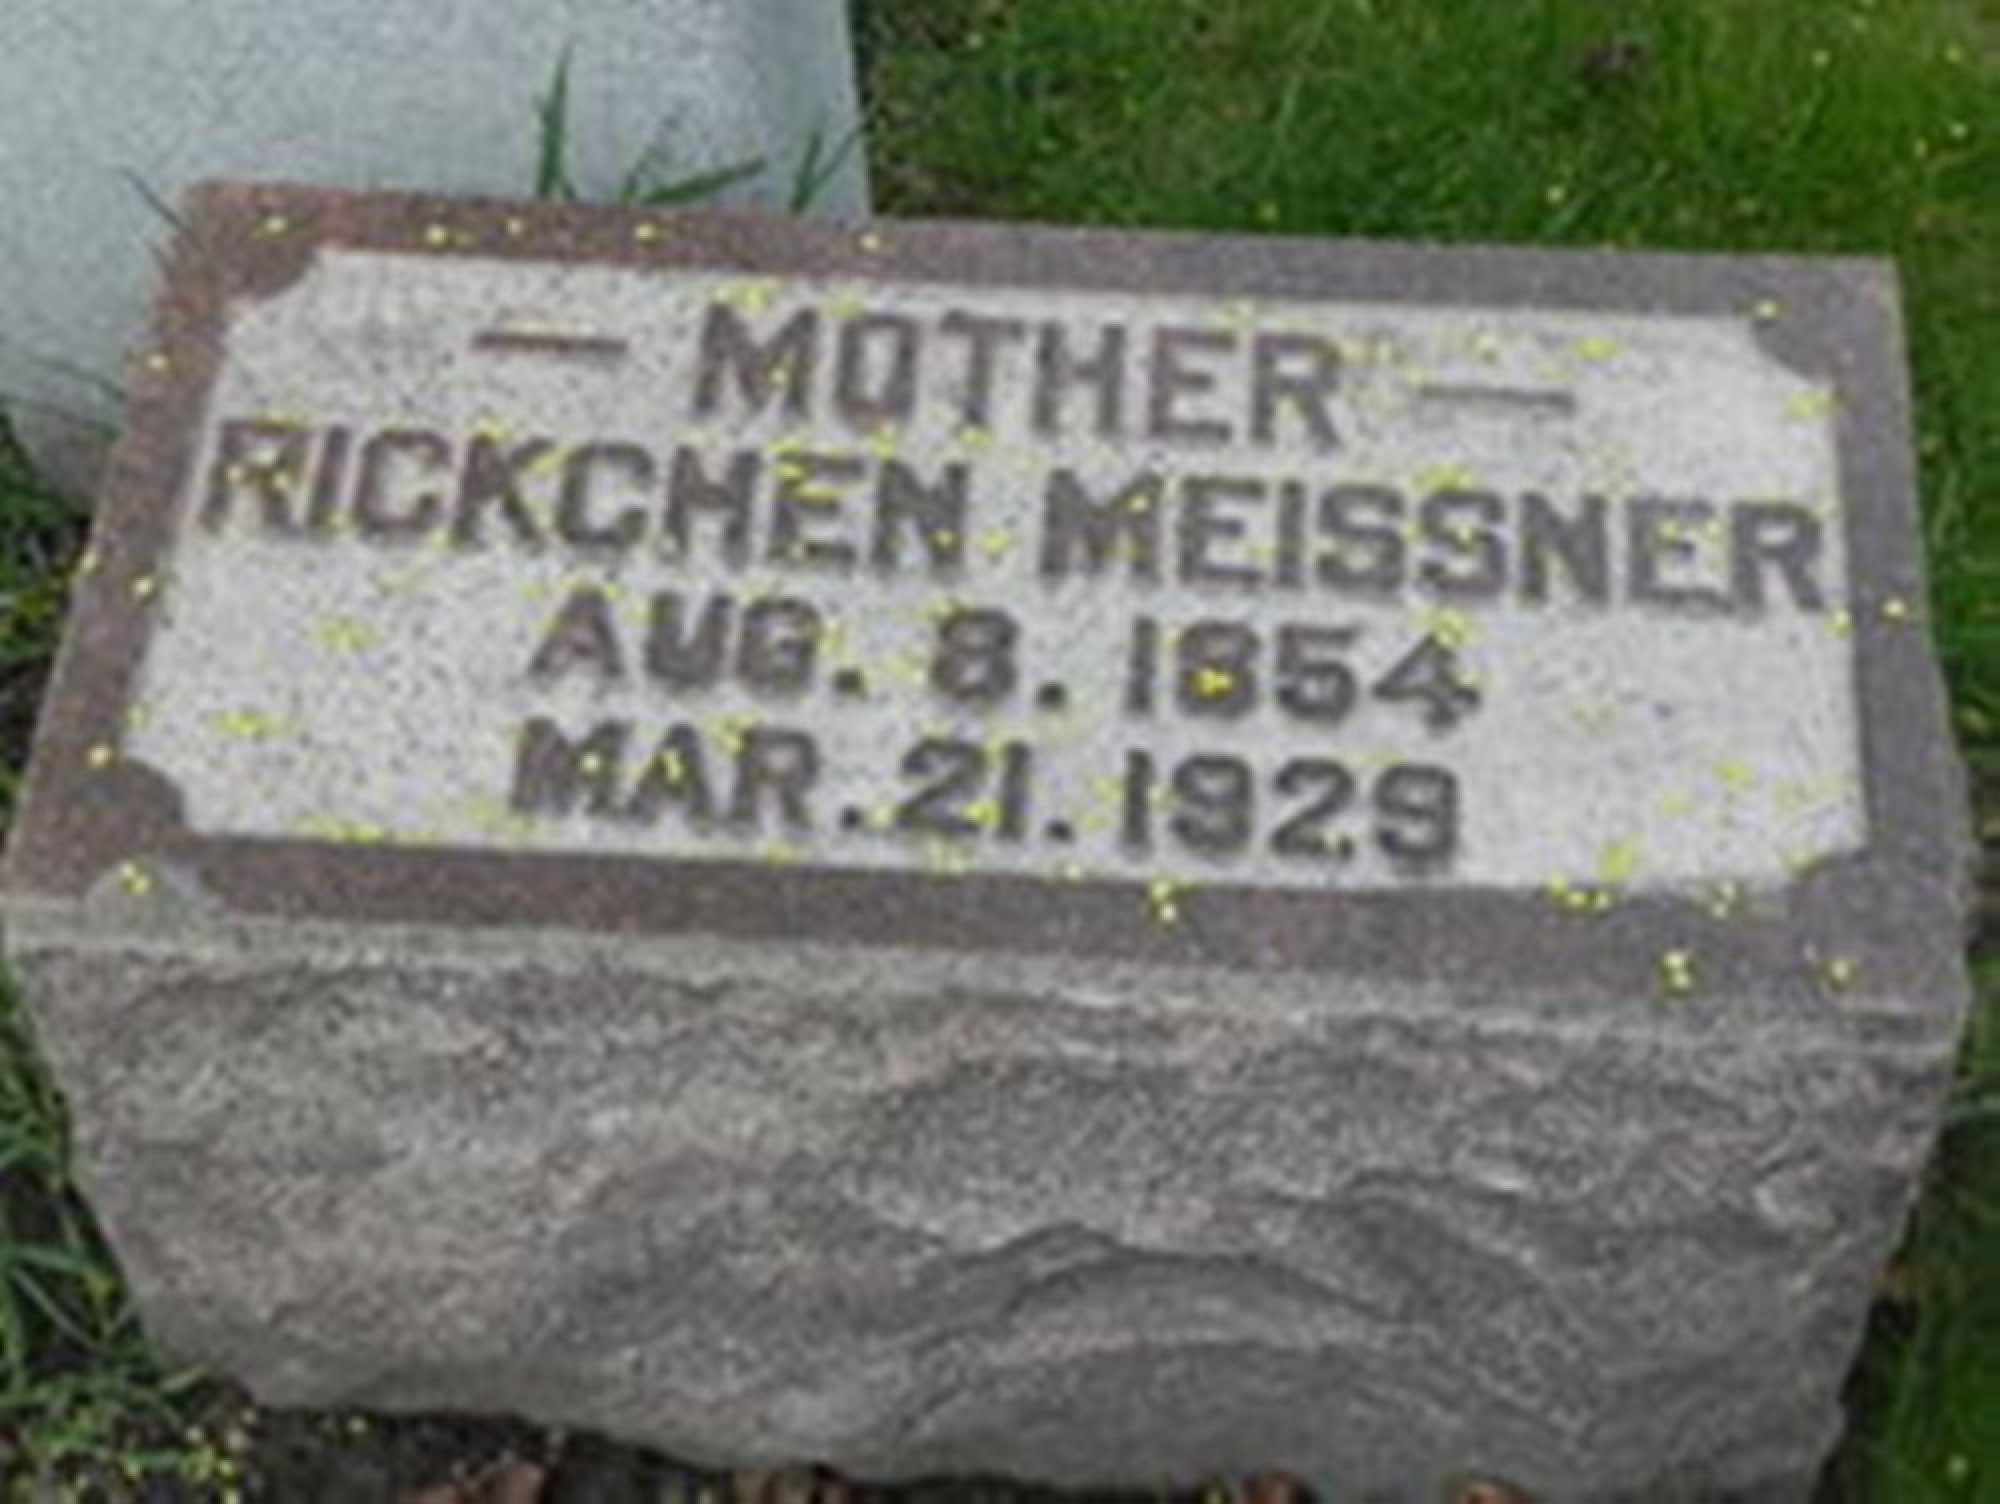 — MOTHER —
RICKCHEN MEISSNER
AUG. 8. 1854
MAR. 21. 1929